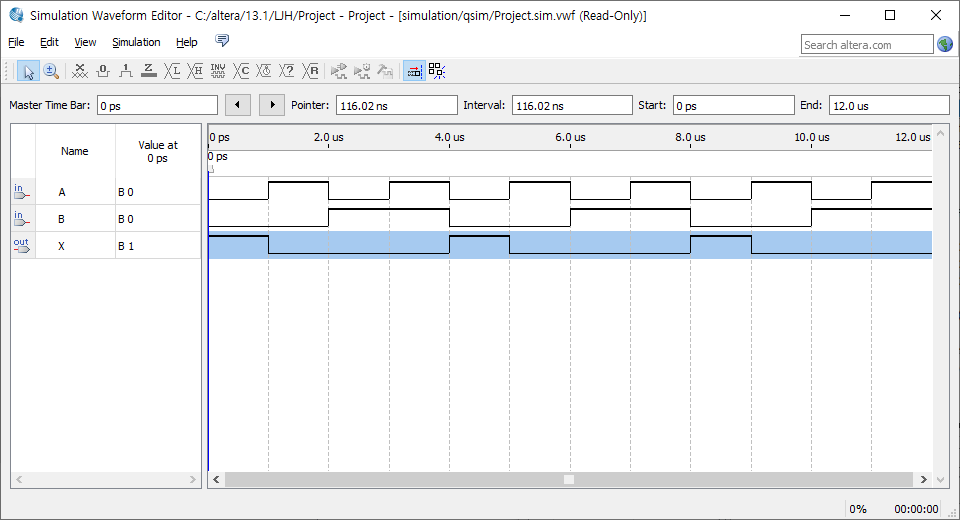 Simulation Waveform Editor - C:/altera/13.1/LJH/Project - Project - [simulation/qsim/Project.sim.vwf (Read-Only)]
File Edit View Simulation Help
Search altera.com
Master Time Bar: 0 ps Pointer: 116.02 ns Interval: 116.02 ns Start: 0 ps End: 12.0 us
Name Value at 0 ps
0 ps 2.0 us 4.0 us 6.0 us 8.0 us 10.0 us 12.0 us
0 ps
in A B 0
in B B 0
out X B 1
0% 00:00:00